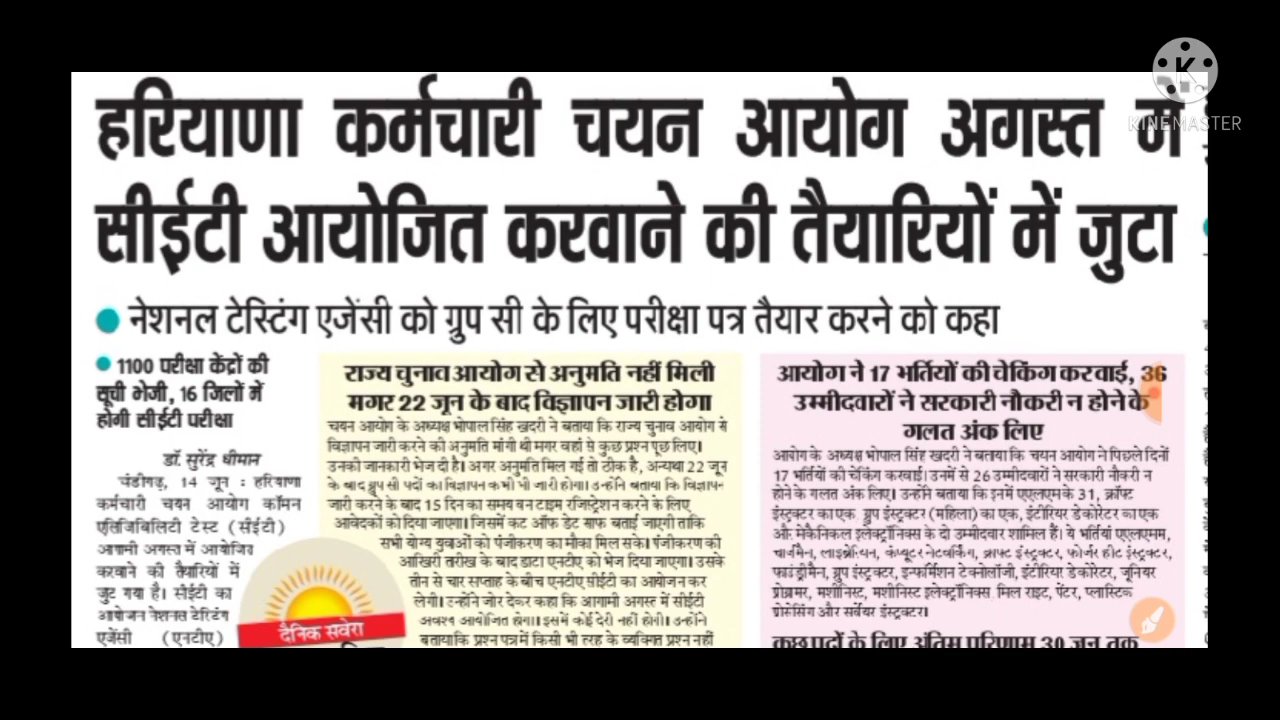 हरियाणा कर्मचारी चयन आयोग अगस्त म
सीईटी आयोजित करवाने की तैयारियों में जुटा
नेशनल टेस्टिंग एजेंसी को ग्रुप सी के लिए परीक्षा पत्र तैयार करने को कहा
1100 परीक्षा केंद्रों की
सूची भेजी, 16 जिलों में
होगी सीईटी परीक्षा
डॉ. सुरेंद्र धीमान
चंडीगढ़, 14 जून : हरियाणा
कर्मचारी चयन आयोग कॉमन
एलिजिबिलिटी टेस्ट (सीईटी)
आगामी अगस्त में आयोजित
करवाने की तैयारियों में
जुट गया है। सीईटी का
आयोजन नेशनल टेस्टिंग
एजेंसी (एनटीए)
दैनिक सवेरा
राज्य चुनाव आयोग से अनुमति नहीं मिली
मगर 22 जून के बाद विज्ञापन जारी होगा
चयन आयोग के अध्यक्ष भोपाल सिंह खदरी ने बताया कि राज्य चुनाव आयोग से
विज्ञापन जारी करने की अनुमति मांगी थी मगर वहां से कुछ प्रश्न पूछ लिए।
उनकी जानकारी भेज दी है। अगर अनुमति मिल गई तो ठीक है, अन्यथा 22 जून
के बाद ग्रुप सी पदों का विज्ञापन कभी भी जारी होगा। उन्होंने बताया कि विज्ञापन
जारी करने के बाद 15 दिन का समय वन टाइम रजिस्ट्रेशन करने के लिए
आवेदकों को दिया जाएगा। जिसमें कट ऑफ डेट साफ बताई जाएगी ताकि
सभी योग्य युवाओं को पंजीकरण का मौका मिल सके। पंजीकरण की
आखिरी तारीख के बाद डाटा एनटीए को भेज दिया जाएगा। उसके
तीन से चार सप्ताह के बीच एनटीए सीईटी का आयोजन कर
लेगी। उन्होंने जोर देकर कहा कि आगामी अगस्त में सीईटी
अवश्य आयोजित होगा। इसमें कोई देरी नहीं होगी। उन्होंने
बताया कि प्रश्न पत्र में किसी भी तरह के व्यक्गित प्रश्न नहीं
आयोग ने 17 भर्तियों की चेकिंग करवाई, 36
उम्मीदवारों ने सरकारी नौकरी न होने के
गलत अंक लिए
आयोग के अध्यक्ष भोपाल सिंह खदरी ने बताया कि चयन आयोग ने पिछले दिनों
17 भर्तियों की चेकिंग करवाई। उनमें से 26 उम्मीदवारों ने सरकारी नौकरी न
होने के गलत अंक लिए। उन्होंने बताया कि इनमें एएलएम के 31, क्राफ्ट
इंस्ट्रक्टर का एक ग्रुप इंस्ट्रक्टर (महिला) का एक, इंटीरियर डेकोरेटर का एक
और मेकेनिकल इलेक्ट्रॉनिक्स के दो उम्मीदवार शामिल हैं। ये भर्तियां एएलएम,
चार्जमैन, लाइब्रेरियन, कंप्यूटर नेटवर्किंग, क्राफ्ट इंस्ट्रक्टर, फोर्जर हीट इंस्ट्रक्टर,
फाउंड्रीमैन, ग्रुप इंस्ट्रक्टर, इन्फर्मेशन टेक्नोलॉजी, इंटीरियर डेकोरेटर, जूनियर
प्रोग्रामर, मशीनिस्ट, मशीनिस्ट इलेक्ट्रॉनिक्स मिल राइट, पेंटर, प्लास्टिक
प्रोसेसिंग और सर्वेयर इंस्ट्रक्टर।
कुछ पदों के लिए अंतिम परिणाम 30 जून तक
KINEMASTER